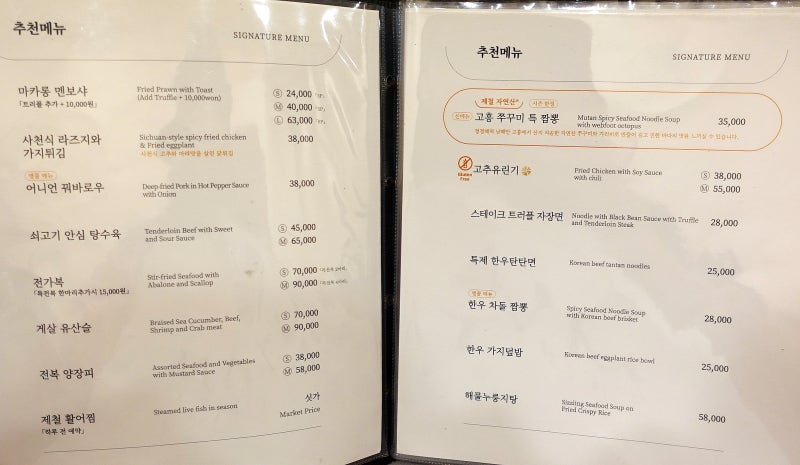 추천메뉴
SIGNATURE MENU
마카롱 멘보샤
「트러플 추가 + 10,000원」
Fried Prawn with Toast
(Add Truffle + 10,000won)
Ⓢ 24,000
Ⓜ 40,000
Ⓛ 63,000
사천식 라즈지와
가지튀김
Sichuan-style spicy fried chicken
& Fried eggplant
사천식 고추와 마라향을 살린 닭튀김
38,000
명품 메뉴
어니언 꿔바로우
Deep-fried Pork in Hot Pepper Sauce
with Onion
38,000
쇠고기 안심 탕수육
Tenderloin Beef with Sweet
and Sour Sauce
Ⓢ 45,000
Ⓜ 65,000
전가복
「특전복 한마리추가시 15,000원」
Stir-fried Seafood with
Abalone and Scallop
Ⓢ 70,000
Ⓜ 90,000
게살 유산슬
Braised Sea Cucumber, Beef,
Shrimp and Crab meat
Ⓢ 70,000
Ⓜ 90,000
전복 양장피
Assorted Seafood and Vegetables
with Mustard Sauce
Ⓢ 38,000
Ⓜ 58,000
제철 활어찜
「하루 전 예약」
Steamed live fish in season
싯가
Market Price
추천메뉴
SIGNATURE MENU
제철 자연산 시즌 한정
신메뉴 고흥 쭈꾸미 특 짬뽕
Mutan Spicy Seafood Noodle Soup
with webfoot octopus
35,000
Gluten Free
고추유린기
Fried Chicken with Soy Sauce
with chili
Ⓢ 38,000
Ⓜ 55,000
스테이크 트러플 자장면
Noodle with Black Bean Sauce with Truffle
and Tenderloin Steak
28,000
특제 한우탄탄면
Korean beef tantan noodles
25,000
명품 메뉴
한우 차돌 짬뽕
Spicy Seafood Noodle Soup
with Korean beef brisket
28,000
한우 가지덮밥
Korean beef eggplant rice bowl
25,000
해물누룽지탕
Sizzling Seafood Soup on
Fried Crispy Rice
58,000